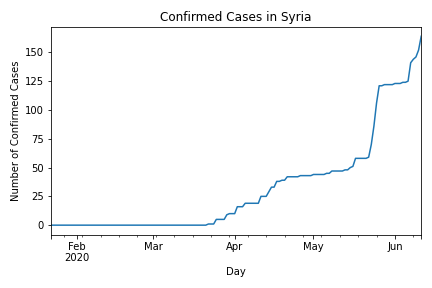 Confirmed Cases in Syria
Number of Confirmed Cases
150
125
100
75
50
25
0
Feb Mar Apr May Jun
2020
Day